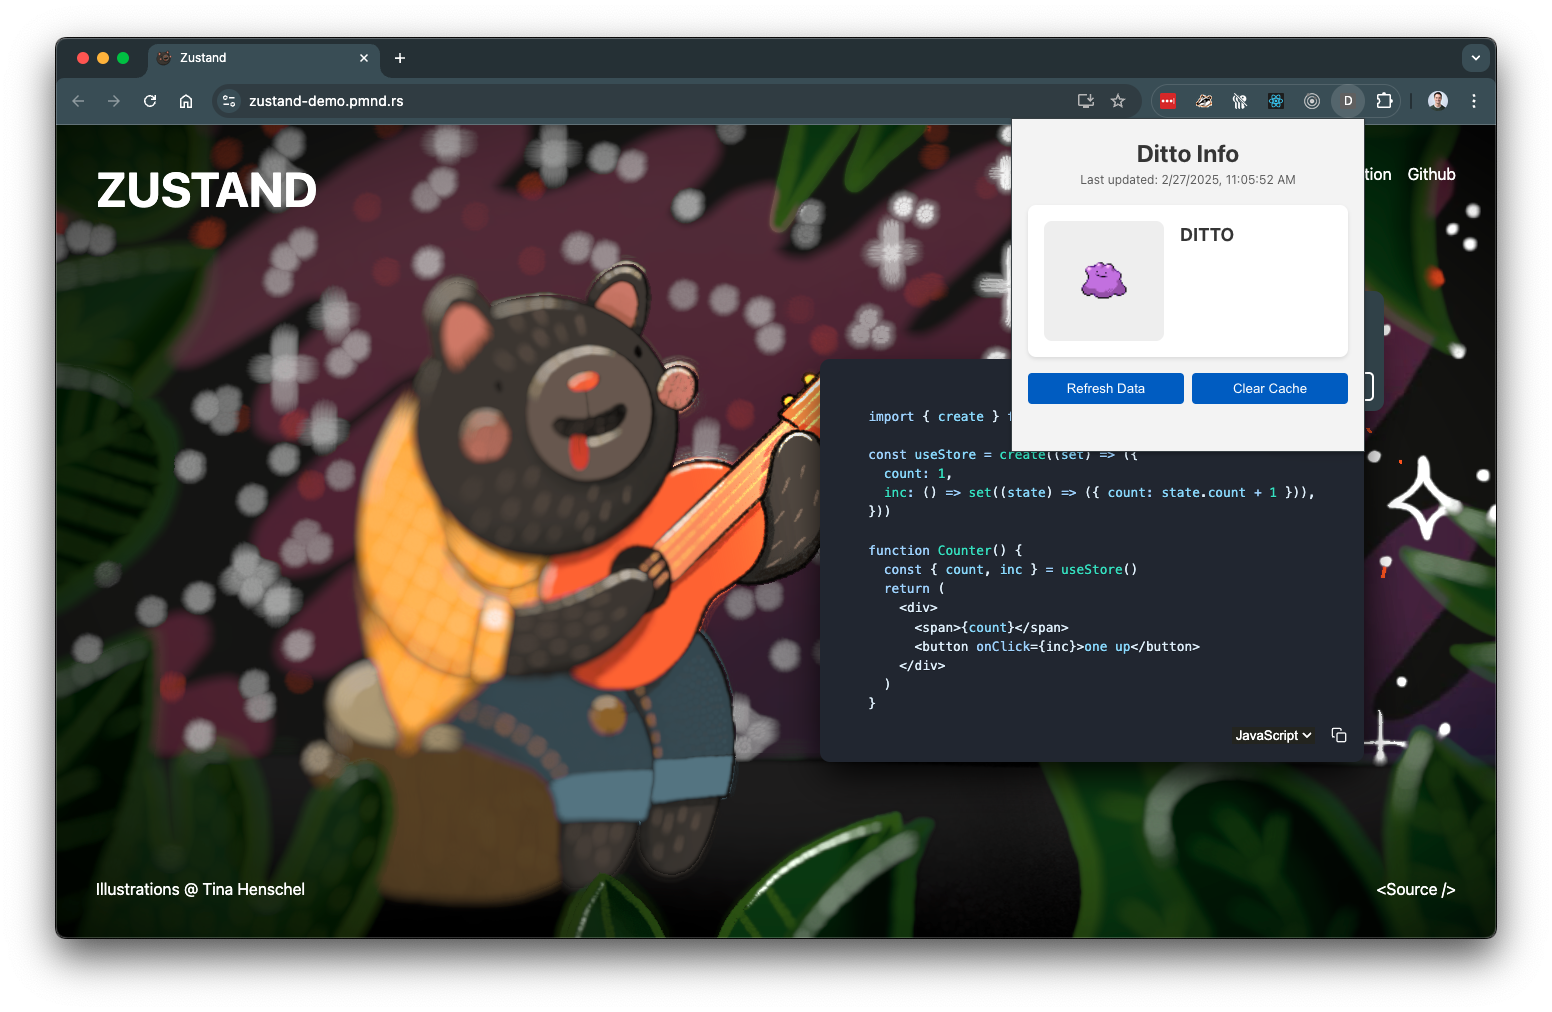 Zustand
zustand-demo.pmnd.rs
D
ZUSTAND
Github
Ditto Info
Last updated: 2/27/2025, 11:05:52 AM
DITTO
Refresh Data
Clear Cache
import { create }
const useStore = create((set) => ({
count: 1,
inc: () => set((state) => ({ count: state.count + 1 })),
}))
function Counter() {
const { count, inc } = useStore()
return (
<div>
<span>{count}</span>
<button onClick={inc}>one up</button>
</div>
)
}
JavaScript
Illustrations @ Tina Henschel
<Source />